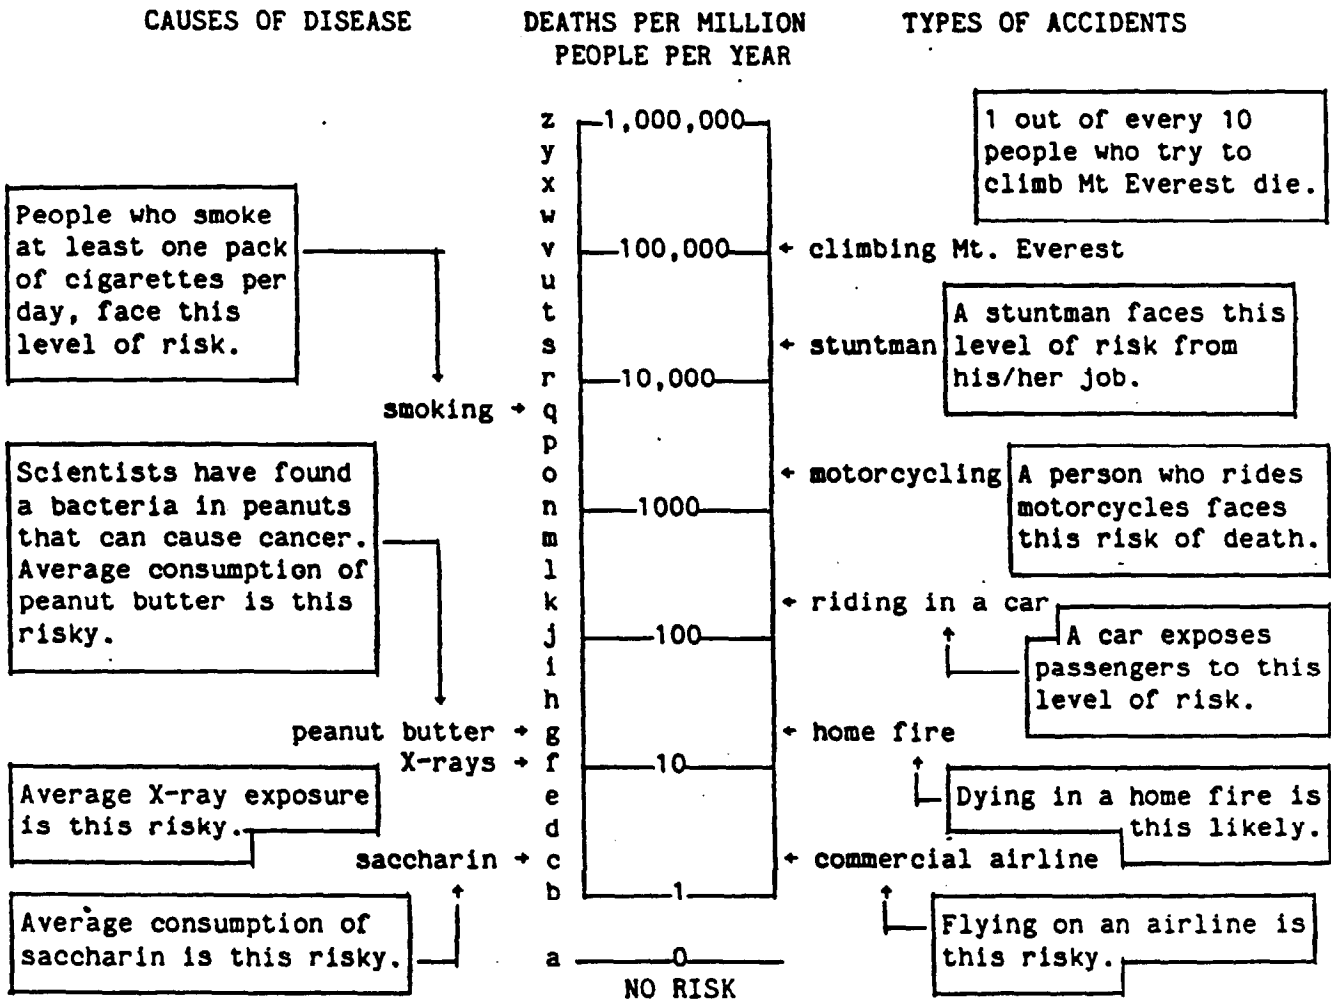 CAUSES OF DISEASE
DEATHS PER MILLION
PEOPLE PER YEAR
TYPES OF ACCIDENTS
People who smoke
at least one pack
of cigarettes per
day, face this
level of risk.
smoking → q
Scientists have found
a bacteria in peanuts
that can cause cancer.
Average consumption of
peanut butter is this
risky.
peanut butter → g
X-rays → f
Average X-ray exposure
is this risky.
saccharin → c
Average consumption of
saccharin is this risky.
z 1,000,000
y
x
w
v 100,000
u
t
s
r 10,000
p
o
n 1000
m
l
k
j 100
i
h
10
e
d
b 1
a 0
NO RISK
1 out of every 10
people who try to
climb Mt Everest die.
← climbing Mt. Everest
← stuntman
A stuntman faces this
level of risk from
his/her job.
← motorcycling
A person who rides
motorcycles faces
this risk of death.
← riding in a car
A car exposes
passengers to this
level of risk.
← home fire
Dying in a home fire is
this likely.
← commercial airline
Flying on an airline is
this risky.